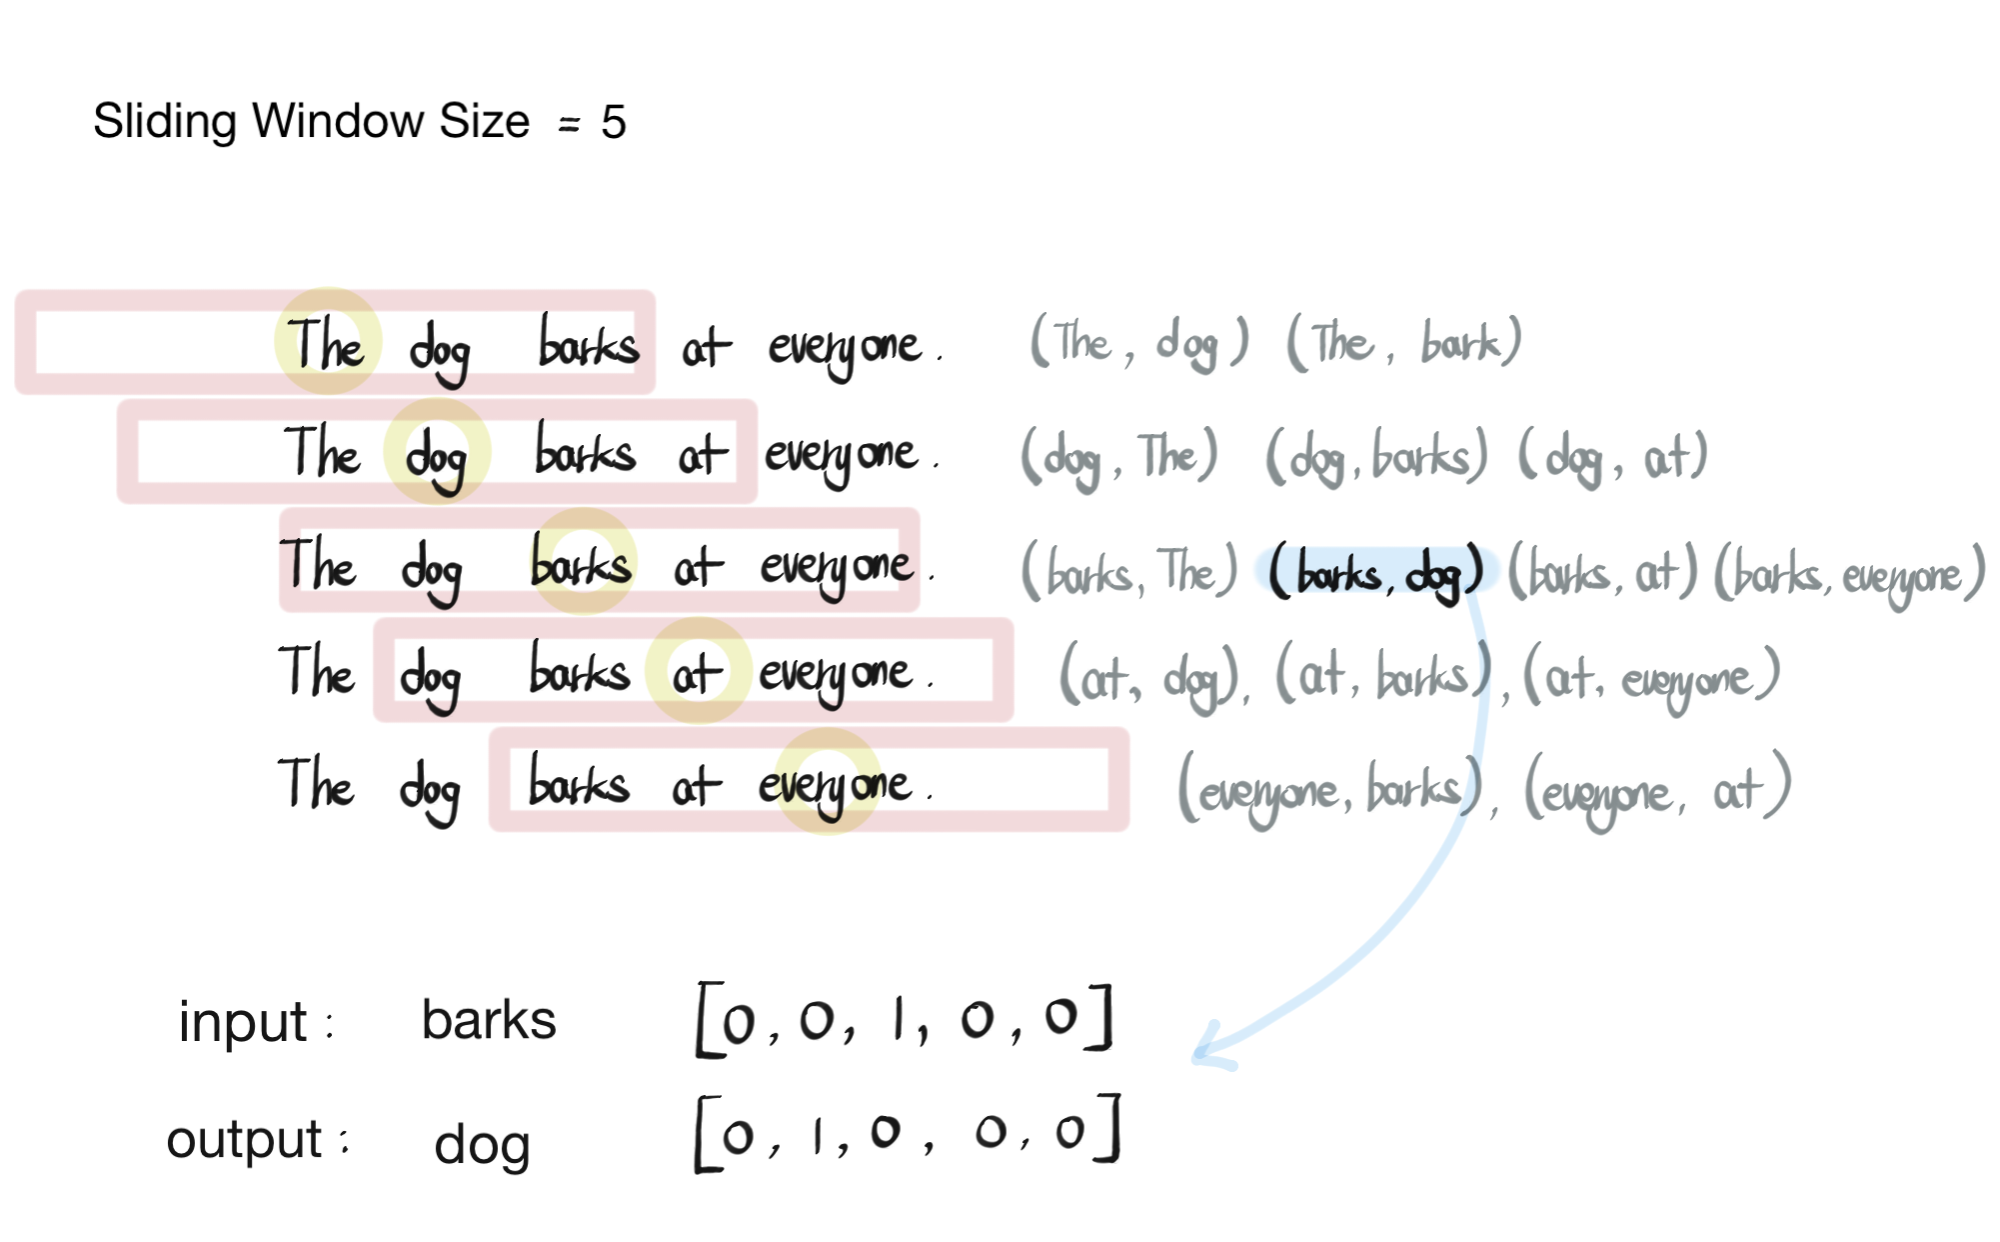 Sliding Window Size = 5
The dog barks at everyone. (The, dog) (The, bark)
The dog barks at everyone. (dog, The) (dog, barks) (dog, at)
The dog barks at everyone. (barks, The) (barks, dog) (barks, at) (barks, everyone)
The dog barks at everyone. (at, dog), (at, barks), (at, everyone)
The dog barks at everyone. (everyone, barks), (everyone, at)
input: barks [0, 0, 1, 0, 0]
output: dog [0, 1, 0, 0, 0]